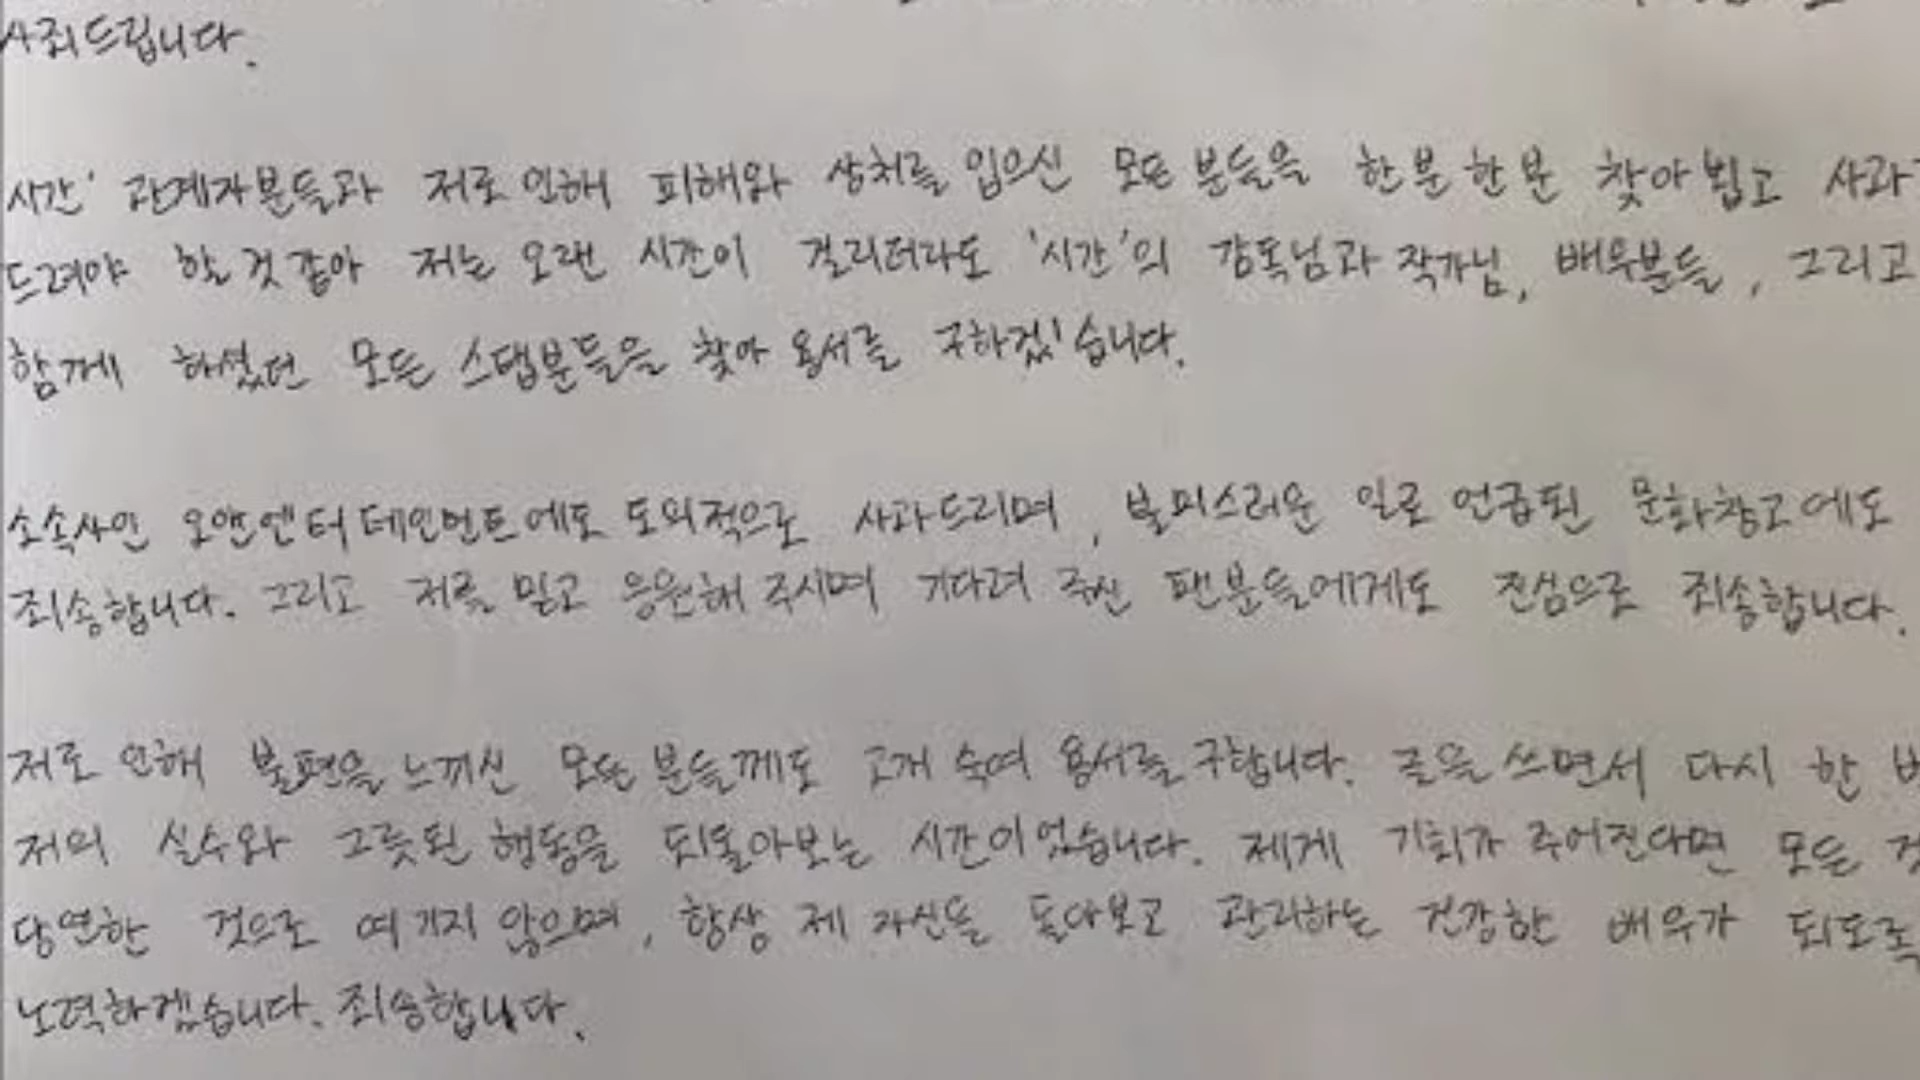 사죄드립니다.
시간' 관계자분들과 저로 인해 피해와 상처를 입으신 모든 분들을 한분 한분 찾아 뵙고 사과
드려야 할 것 같아 저는 오랜 시간이 걸리더라도 '시간'의 감독님과 작가님, 배우분들, 그리고
함께 하셨던 모든 스탭분들을 찾아 용서를 구하겠습니다.
소속사인 오앤엔터테인먼트에도 도의적으로 사과드리며, 불미스러운 일로 언급된 문화창고에도
죄송합니다. 그리고 저를 믿고 응원해 주시며 기다려 주신 팬분들에게도 진심으로 죄송합니다.
저로 인해 불편을 느끼신 모든 분들께도 고개 숙여 용서를 구합니다. 글을 쓰면서 다시 한
저의 실수와 그릇된 행동을 되돌아보는 시간이었습니다. 제게 기회가 주어진다면 모든
당연한 것으로 여기지 않으며, 항상 제 자신을 돌아보고 관리하는 건강한 배우가 되도록
노력하겠습니다. 죄송합니다.